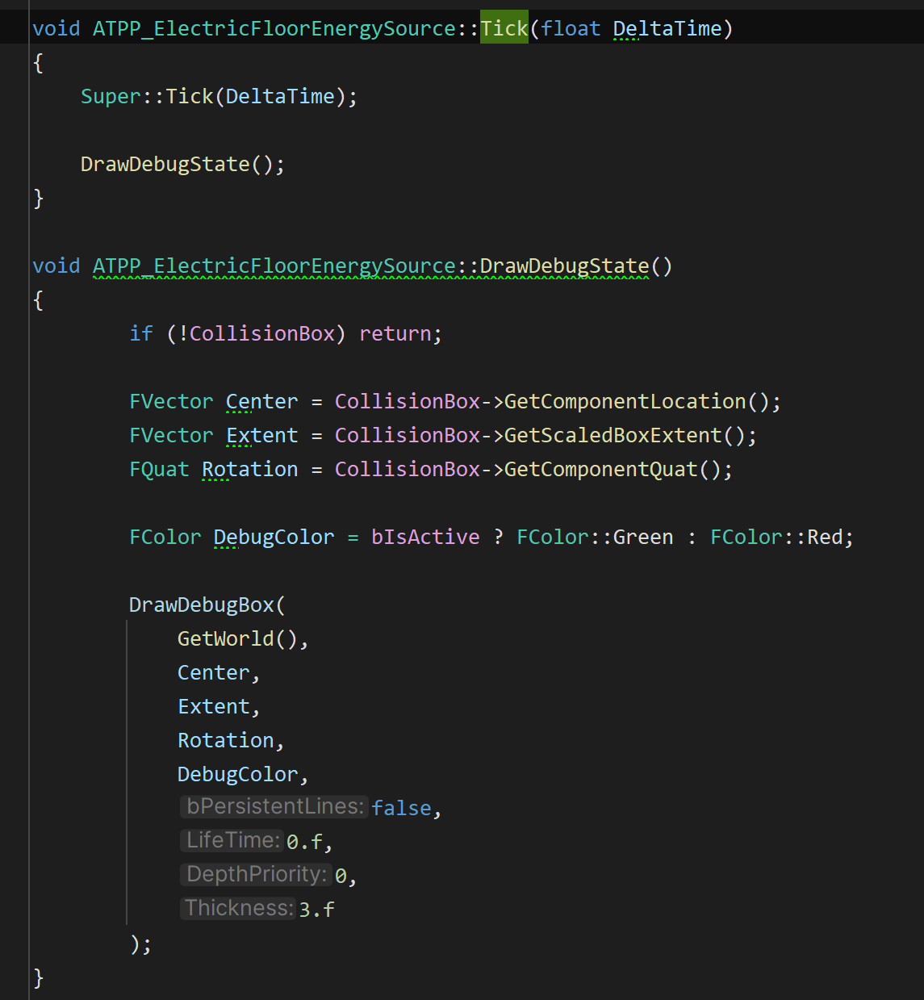 void ATPP_ElectricFloorEnergySource::Tick(float DeltaTime)
{
    Super::Tick(DeltaTime);

    DrawDebugState();
}

void ATPP_ElectricFloorEnergySource::DrawDebugState()
{
        if (!CollisionBox) return;

        FVector Center = CollisionBox->GetComponentLocation();
        FVector Extent = CollisionBox->GetScaledBoxExtent();
        FQuat Rotation = CollisionBox->GetComponentQuat();

        FColor DebugColor = bIsActive ? FColor::Green : FColor::Red;

        DrawDebugBox(
            GetWorld(),
            Center,
            Extent,
            Rotation,
            DebugColor,
            bPersistentLines: false,
            LifeTime: 0.f,
            DepthPriority: 0,
            Thickness: 3.f
        );
}